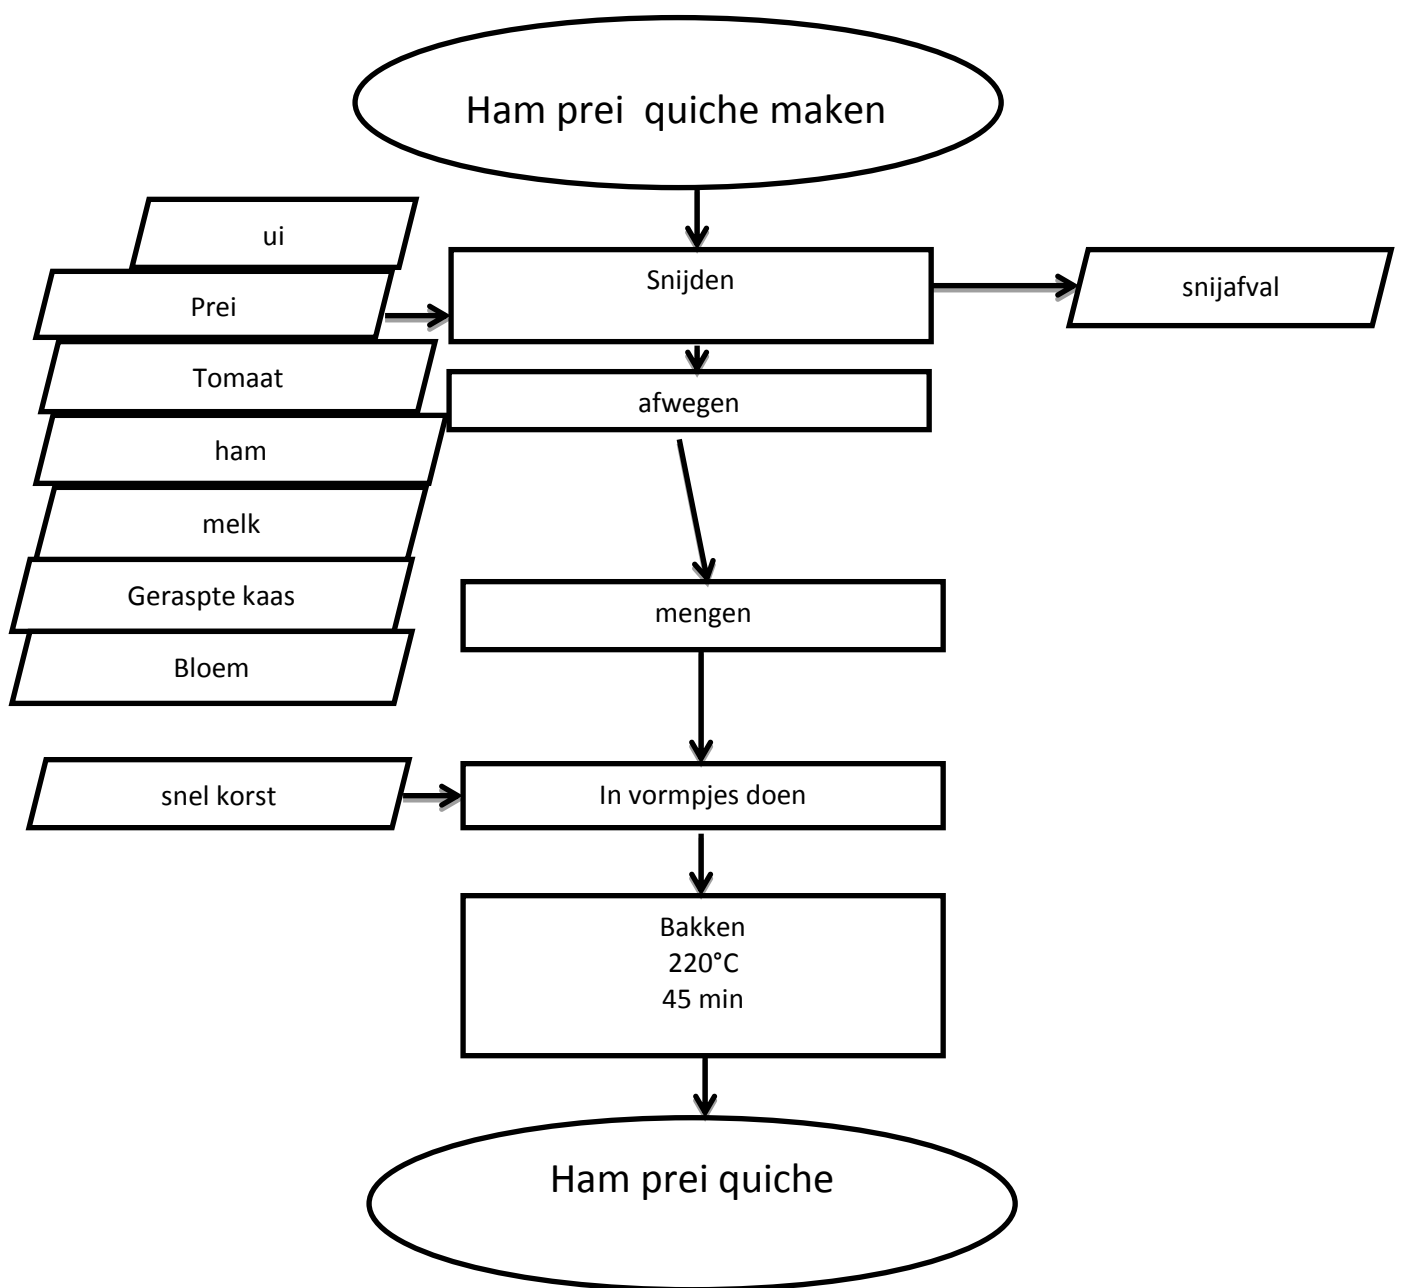 Ham prei quiche maken
ui
Prei
Snijden
snijafval
Tomaat
afwegen
ham
melk
Geraspte kaas
mengen
Bloem
snel korst
In vormpjes doen
Bakken
220°C
45 min
Ham prei quiche